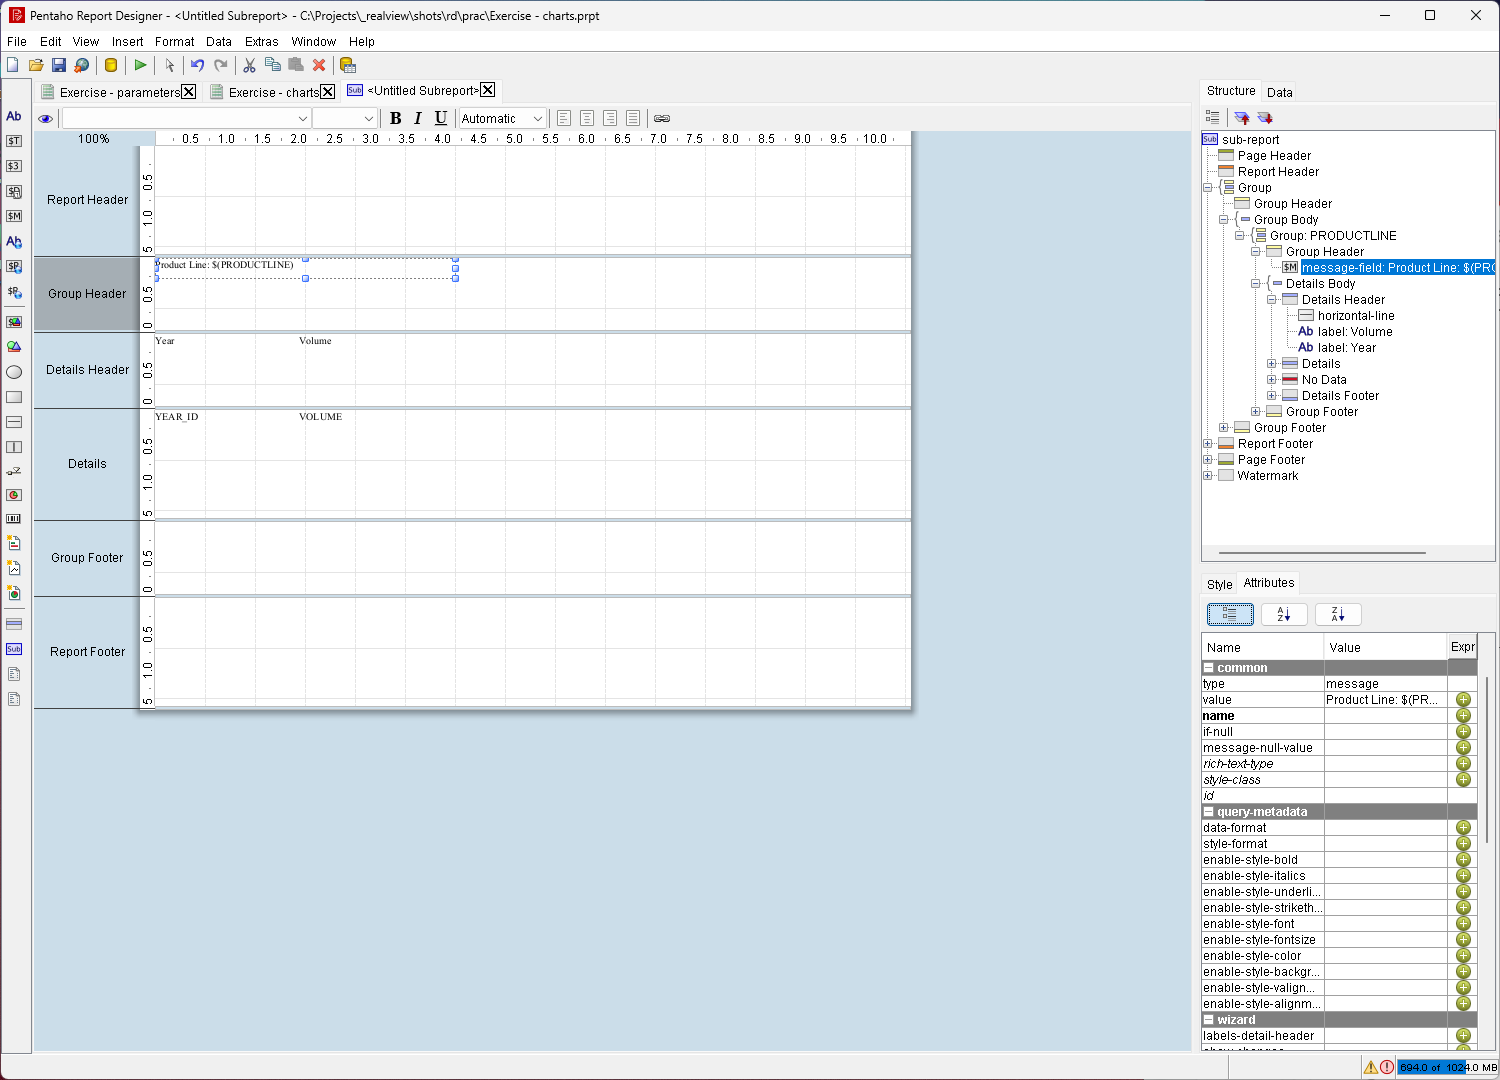 Pentaho Report Designer - <Untitled Subreport> - C:\Projects\_realview\shots\rd\prac\Exercise - charts.prpt
File Edit View Insert Format Data Extras Window Help
Exercise - parameters Exercise - charts Sub <Untitled Subreport>
B I U Automatic
100% 0.5 1.0 1.5 2.0 2.5 3.0 3.5 4.0 4.5 5.0 5.5 6.0 6.5 7.0 7.5 8.0 8.5 9.0 9.5 10.0
Report Header
Group Header
Product Line: $(PRODUCTLINE)
Details Header
Year Volume
Details
YEAR_ID VOLUME
Group Footer
Report Footer
Structure Data
Sub sub-report
Page Header
Report Header
Group
Group Header
Group Body
Group: PRODUCTLINE
Group Header
$M message-field: Product Line: $(PRO
Details Body
Details Header
horizontal-line
Ab label: Volume
Ab label: Year
Details
No Data
Details Footer
Group Footer
Group Footer
Report Footer
Page Footer
Watermark
Style Attributes
Name Value Expr
common
type message
value Product Line: $(PR...
name
if-null
message-null-value
rich-text-type
style-class
id
query-metadata
data-format
style-format
enable-style-bold
enable-style-italics
enable-style-underli...
enable-style-striketh...
enable-style-font
enable-style-fontsize
enable-style-color
enable-style-backgr...
enable-style-valign...
enable-style-alignm...
wizard
labels-detail-header
694.0 of 1024.0 MB